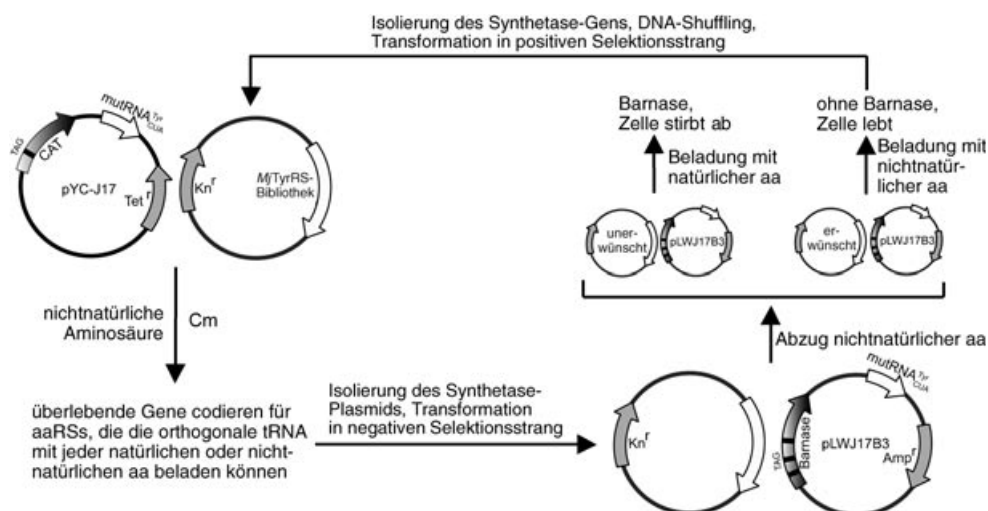 Isolierung des Synthetase-Gens, DNA-Shuffling,
Transformation in positiven Selektionsstrang
mutRNA Tyr CUA
TAG
CAT
pYC-J17
Tet r
Kn r
MjTyrRS-
Bibliothek
Barnase,
Zelle stirbt ab
ohne Barnase,
Zelle lebt
Beladung mit
natürlicher aa
Beladung mit
nichtnatür-
licher aa
uner-
wünscht
pLWJ17B3
er-
wünscht
pLWJ17B3
nichtnatürliche
Aminosäure
Cm
Abzug nichtnatürlicher aa
überlebende Gene codieren für
aaRSs, die die orthogonale tRNA
mit jeder natürlichen oder nicht-
natürlichen aa beladen können
Isolierung des Synthetase-
Plasmids, Transformation
in negativen Selektionsstrang
Kn r
mutRNA Tyr CUA
TAG
Barnase
pLWJ17B3
Amp r